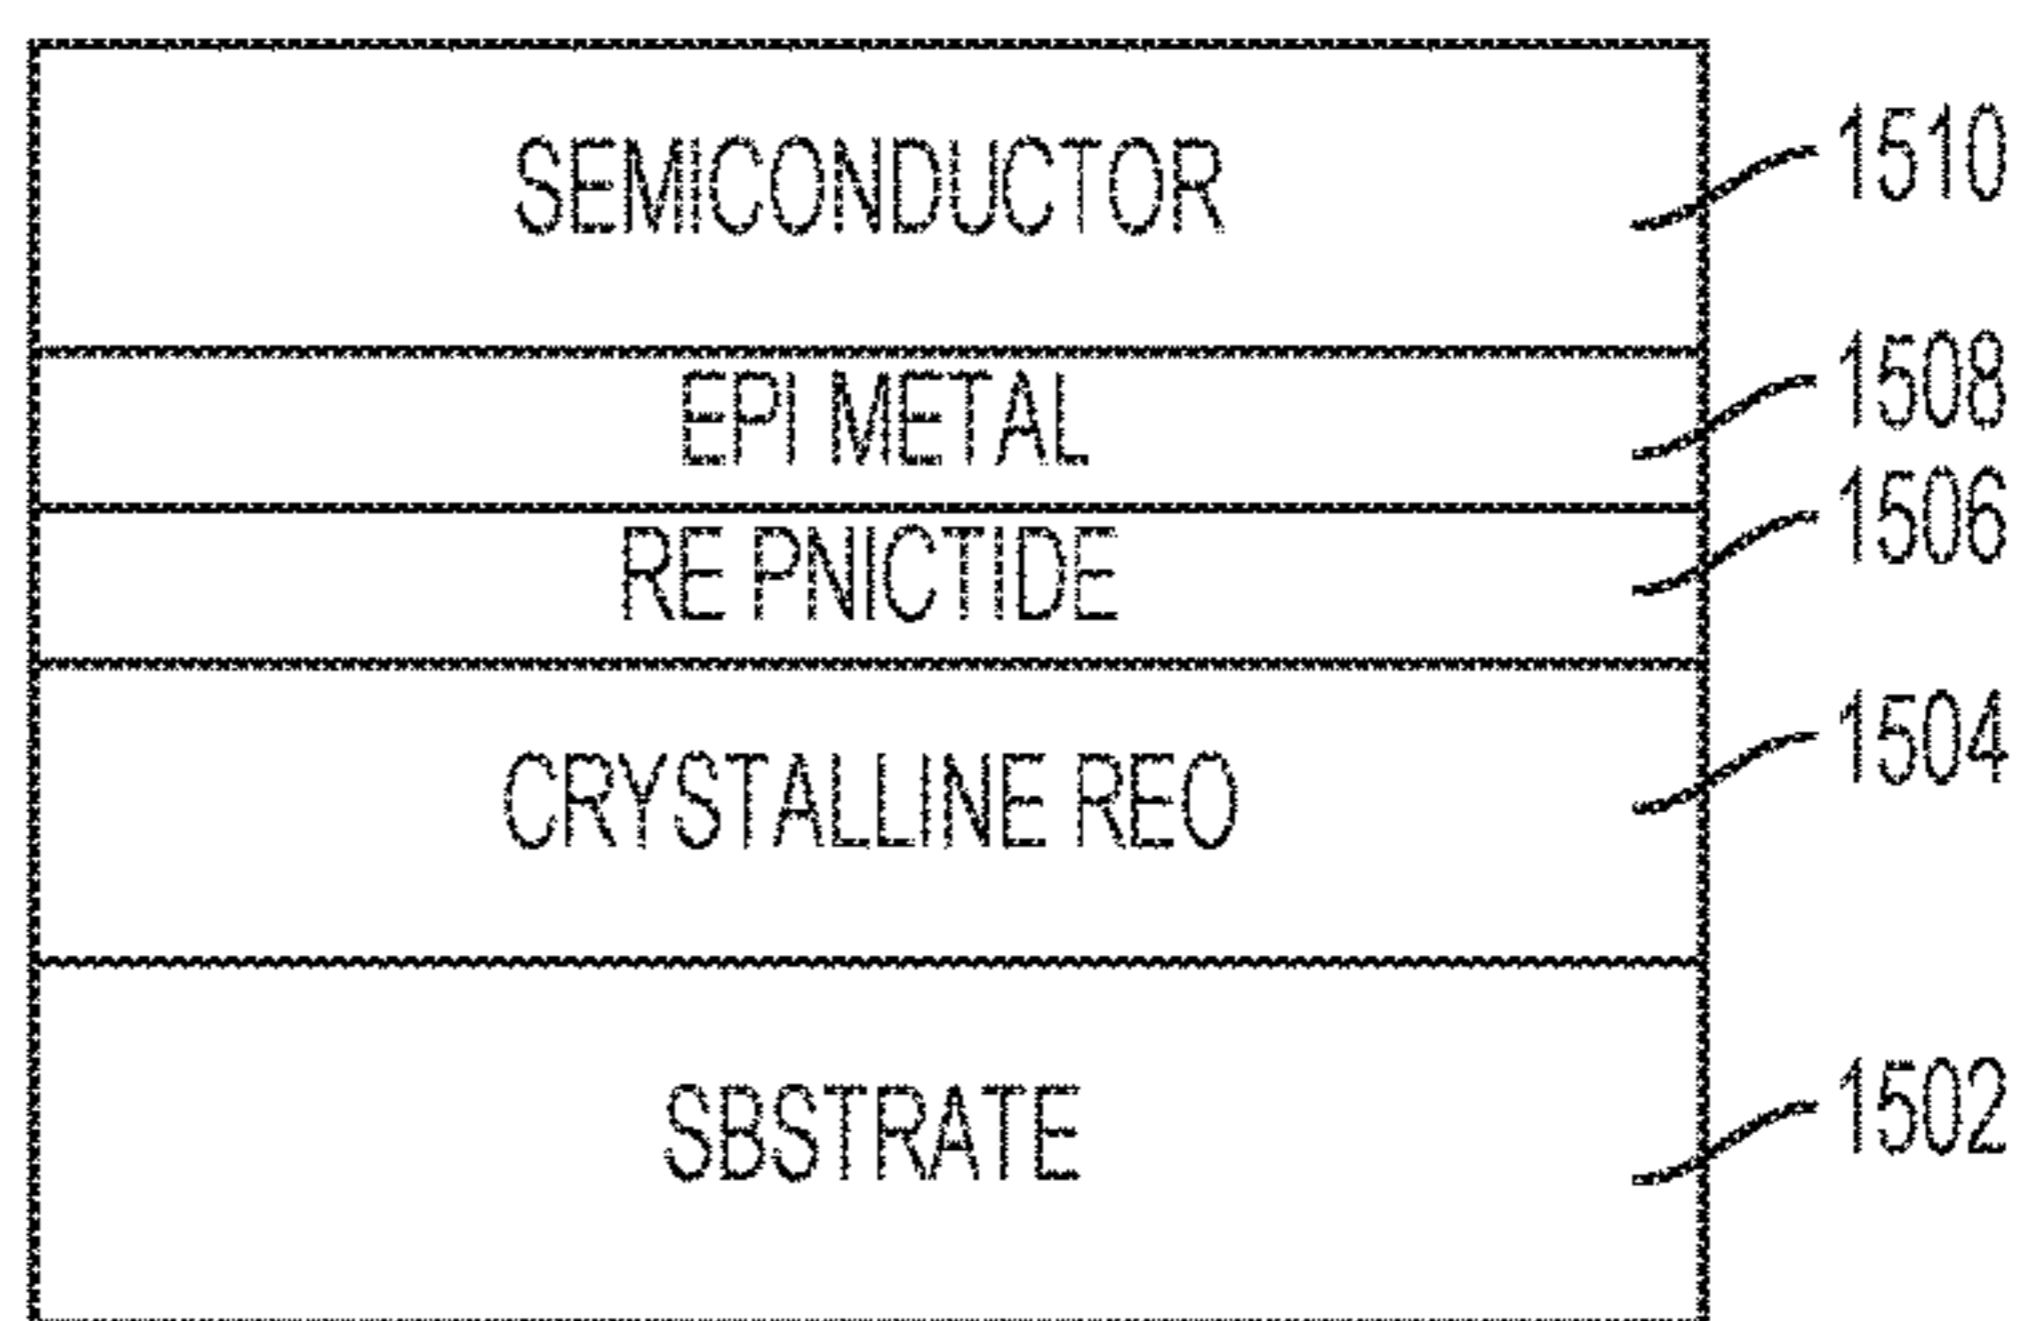 SEMICONDUCTOR 1510
EPI METAL 1508
RE PNICTIDE 1506
CRYSTALLINE REO 1504
SBSTRATE 1502